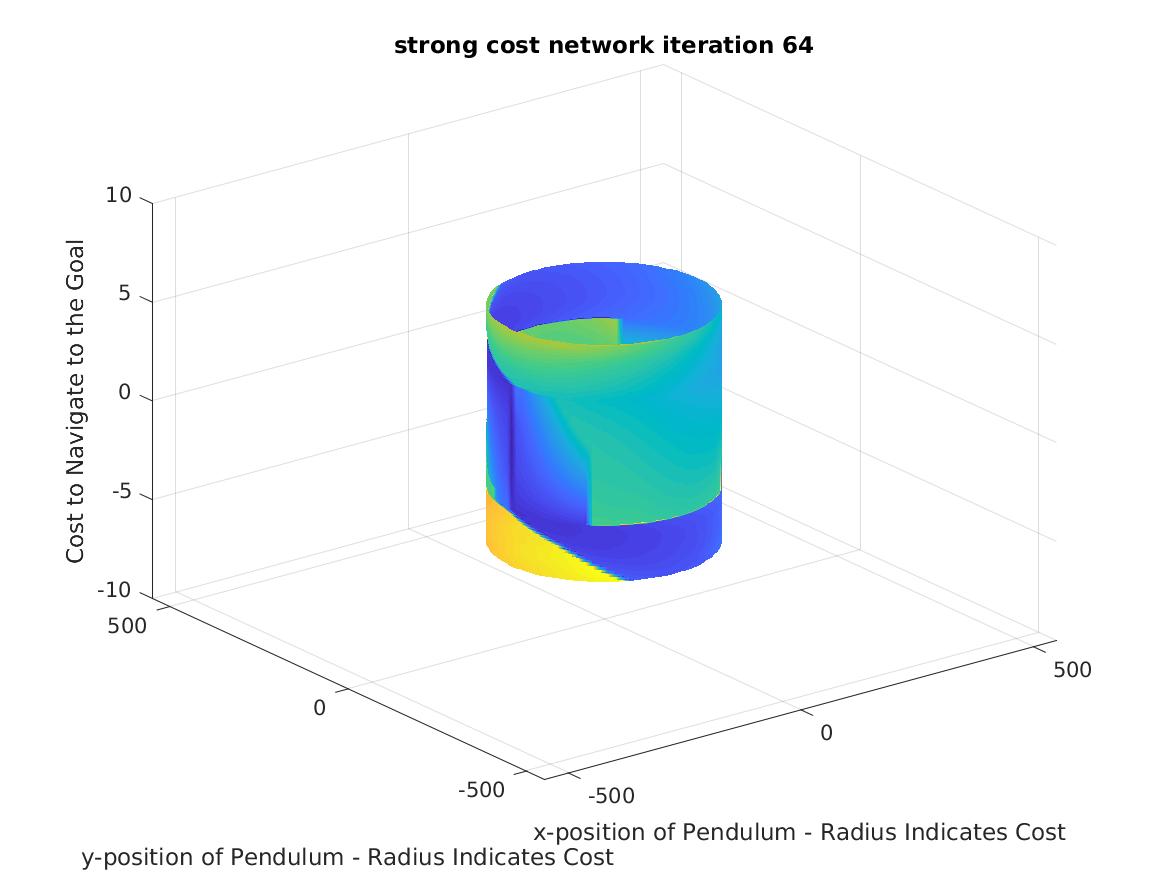 strong cost network iteration 64
10
5
0
-5
-10
Cost to Navigate to the Goal
500
0
-500
500
0
-500
x-position of Pendulum - Radius Indicates Cost
y-position of Pendulum - Radius Indicates Cost